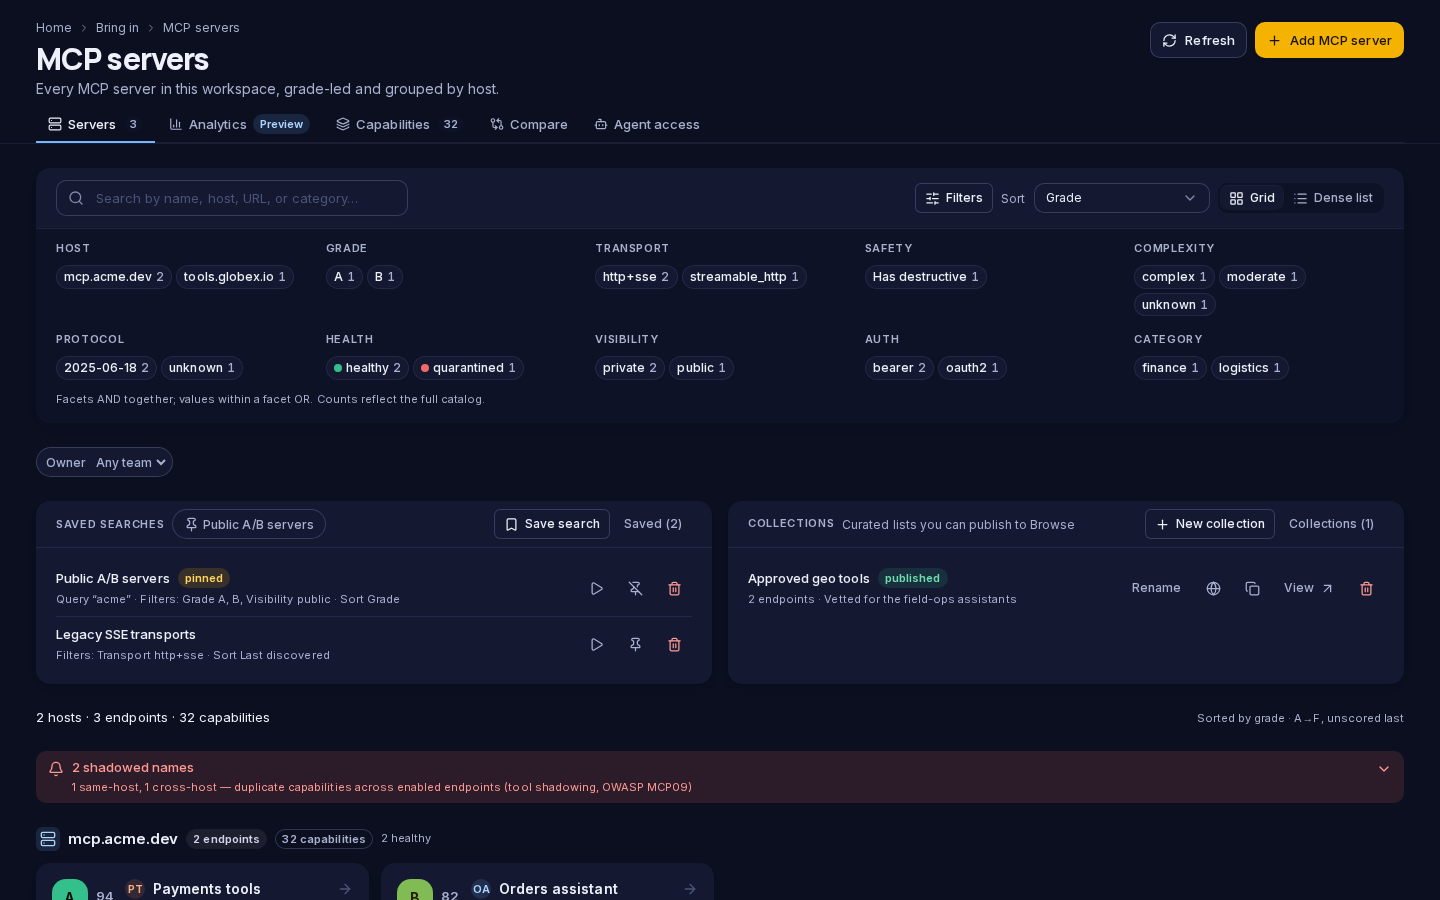 Home > Bring in > MCP servers
MCP servers
Every MCP server in this workspace, grade-led and grouped by host.
Refresh
Add MCP server
Servers 3
Analytics Preview
Capabilities 32
Compare
Agent access
Search by name, host, URL, or category…
Filters
Sort
Grade
Grid
Dense list
HOST
mcp.acme.dev 2
tools.globex.io 1
GRADE
A 1
B 1
TRANSPORT
http+sse 2
streamable_http 1
SAFETY
Has destructive 1
COMPLEXITY
complex 1
moderate 1
unknown 1
PROTOCOL
2025-06-18 2
unknown 1
HEALTH
healthy 2
quarantined 1
VISIBILITY
private 2
public 1
AUTH
bearer 2
oauth2 1
CATEGORY
finance 1
logistics 1
Facets AND together; values within a facet OR. Counts reflect the full catalog.
Owner Any team
SAVED SEARCHES
Public A/B servers
Save search
Saved (2)
Public A/B servers pinned
Query “acme” · Filters: Grade A, B, Visibility public · Sort Grade
Legacy SSE transports
Filters: Transport http+sse · Sort Last discovered
COLLECTIONS Curated lists you can publish to Browse
New collection
Collections (1)
Approved geo tools published
2 endpoints · Vetted for the field-ops assistants
Rename
View
2 hosts · 3 endpoints · 32 capabilities
Sorted by grade · A→F, unscored last
2 shadowed names
1 same-host, 1 cross-host — duplicate capabilities across enabled endpoints (tool shadowing, OWASP MCP09)
mcp.acme.dev 2 endpoints 32 capabilities 2 healthy
A 94 PT Payments tools
B 82 OA Orders assistant